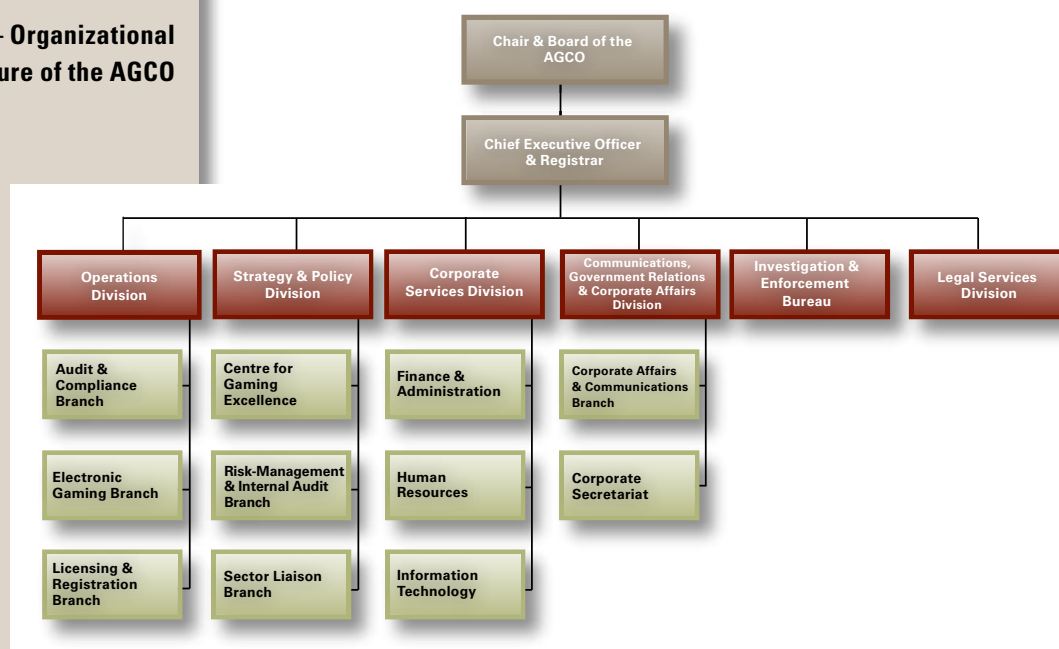 - Organizational
ure of the AGCO
Chair & Board of the
AGCO
Chief Executive Officer
& Registrar
Operations
Division
Strategy & Policy
Division
Corporate
Services Division
Communications,
Government Relations
& Corporate Affairs
Division
Investigation &
Enforcement
Bureau
Legal Services
Division
Audit &
Compliance
Branch
Centre for
Gaming
Excellence
Finance &
Administration
Corporate Affairs
& Communications
Branch
Electronic
Gaming Branch
Risk-Management
& Internal Audit
Branch
Human
Resources
Corporate
Secretariat
Licensing &
Registration
Branch
Sector Liaison
Branch
Information
Technology